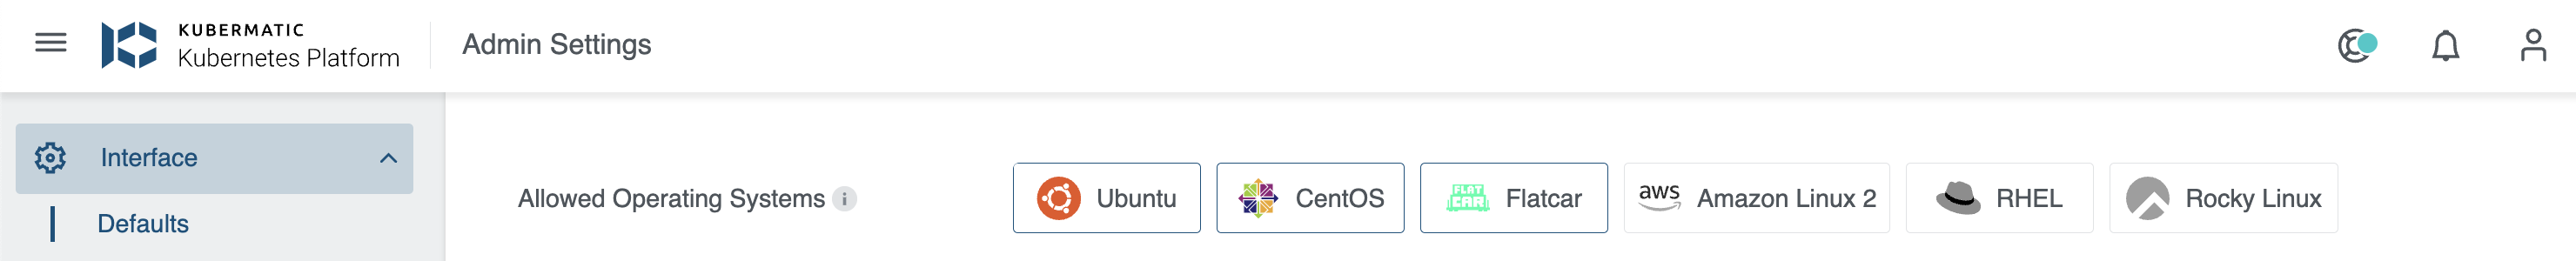 KUBERMATIC
Kubernetes Platform
Admin Settings
Interface
Defaults
Allowed Operating Systems i
Ubuntu
CentOS
FLAT CAR Flatcar
aws Amazon Linux 2
RHEL
Rocky Linux